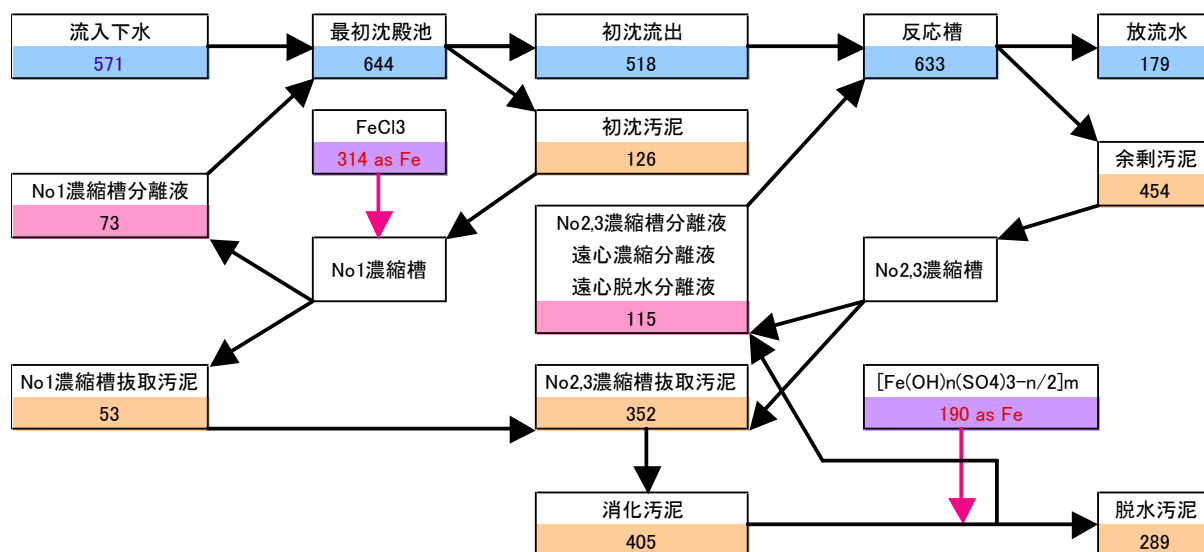 流入下水
571
最初沈殿池
644
初沈流出
518
反応槽
633
放流水
179
FeCl3
314 as Fe
初沈汚泥
126
余剰汚泥
454
No1濃縮槽分離液
73
No1濃縮槽
No2,3濃縮槽分離液
遠心濃縮分離液
遠心脱水分離液
115
No2,3濃縮槽
No1濃縮槽抜取汚泥
53
No2,3濃縮槽抜取汚泥
352
[Fe(OH)n(SO4)3-n/2]m
190 as Fe
消化汚泥
405
脱水汚泥
289